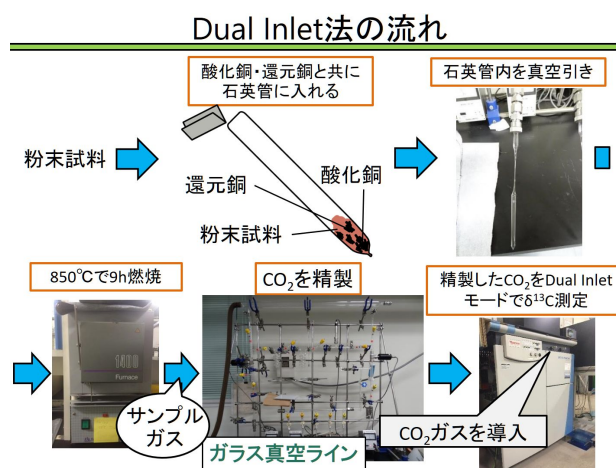 Dual Inlet法の流れ
酸化銅・還元銅と共に
石英管に入れる
石英管内を真空引き
粉末試料
還元銅
酸化銅
粉末試料
850℃で9h燃焼
CO₂を精製
精製したCO₂をDual Inlet
モードでδ¹³C測定
1400
Furnace
サンプル
ガス
ガラス真空ライン
CO₂ガスを導入